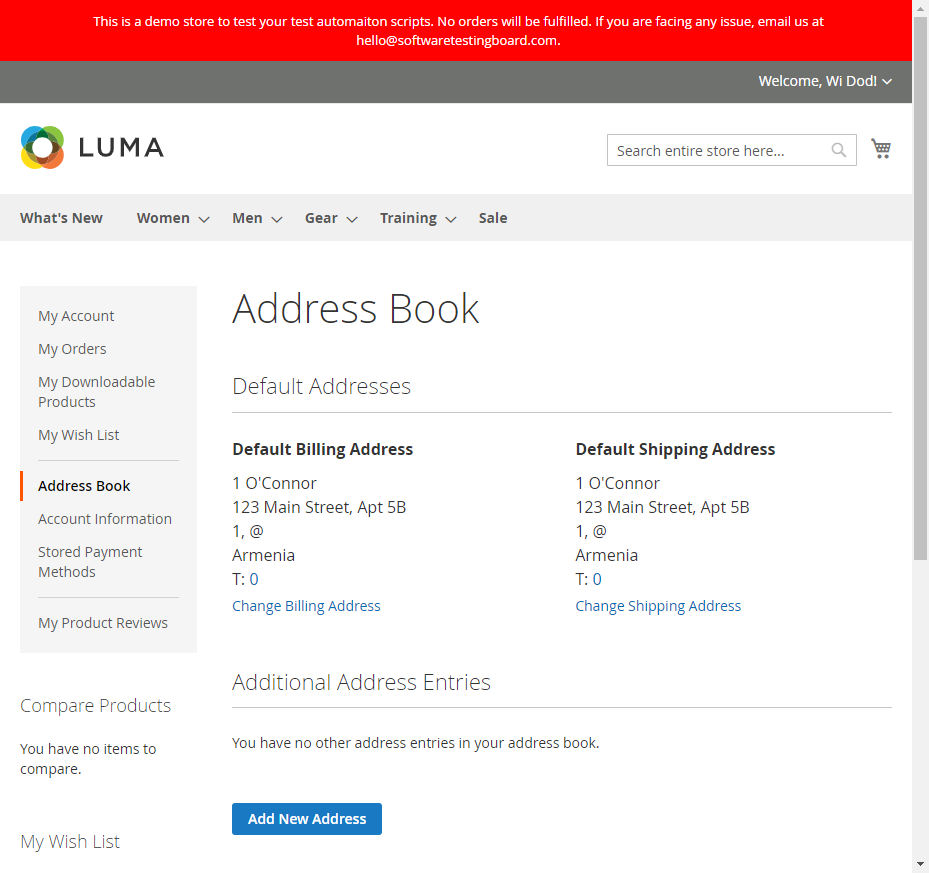 This is a demo store to test your test automaiton scripts. No orders will be fulfilled. If you are facing any issue, email us at
hello@softwaretestingboard.com.
Welcome, Wi Dod!
LUMA
Search entire store here...
What's New Women Men Gear Training Sale
My Account
My Orders
My Downloadable
Products
My Wish List
Address Book
Account Information
Stored Payment
Methods
My Product Reviews
Compare Products
You have no items to
compare.
My Wish List
Address Book
Default Addresses
Default Billing Address
1 O'Connor
123 Main Street, Apt 5B
1, @
Armenia
T: 0
Change Billing Address
Default Shipping Address
1 O'Connor
123 Main Street, Apt 5B
1, @
Armenia
T: 0
Change Shipping Address
Additional Address Entries
You have no other address entries in your address book.
Add New Address